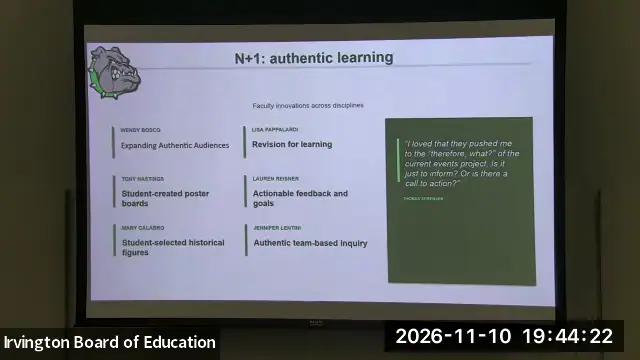 N+1: authentic learning
Faculty innovations across disciplines
WENDY BOSCO
Expanding Authentic Audiences
LISA PAPPALARDI
Revision for learning
TONY HASTINGS
Student-created poster
boards
LAUREN REISNER
Actionable feedback and
goals
MARY CALABRO
Student-selected historical
figures
JENNIFER LENTINI
Authentic team-based inquiry
"I loved that they pushed me
to the "therefore, what?" of the
current events project. Is it
just to inform? Or is there a
call to action?"
Irvington Board of Education
2026-11-10 19:44:22